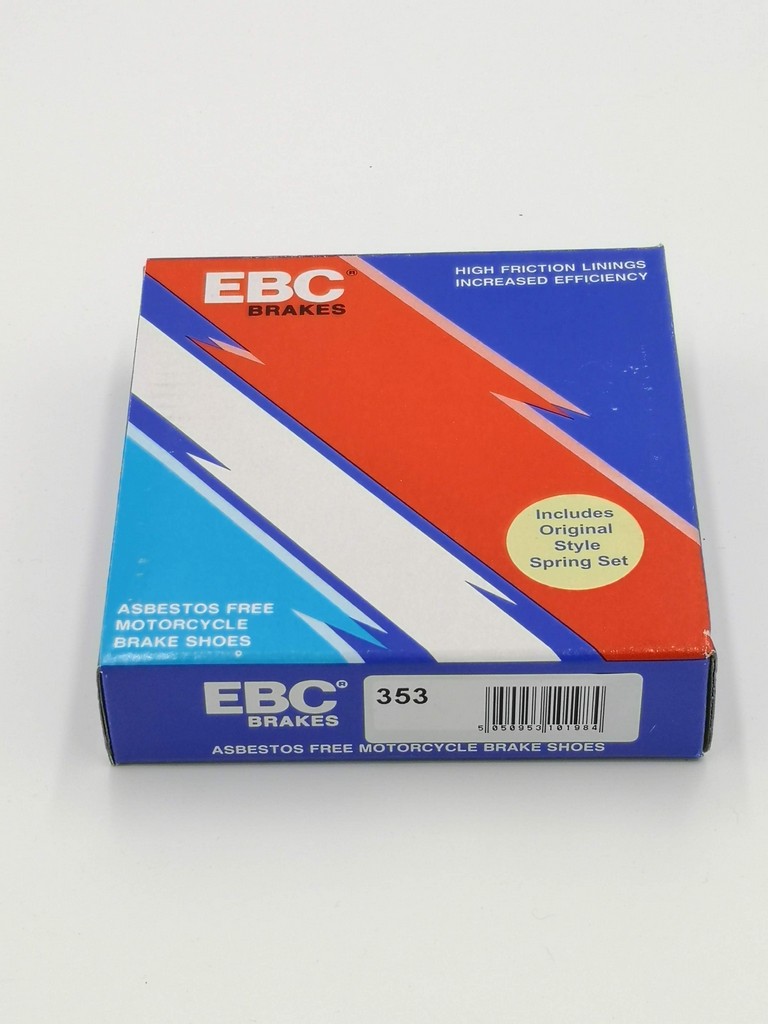 EBC®
BRAKES
HIGH FRICTION LININGS
INCREASED EFFICIENCY
Includes
Original
Style
Spring Set
ASBESTOS FREE
MOTORCYCLE
BRAKE SHOES
EBC®
BRAKES
353
5 050953 101984
ASBESTOS FREE MOTORCYCLE BRAKE SHOES